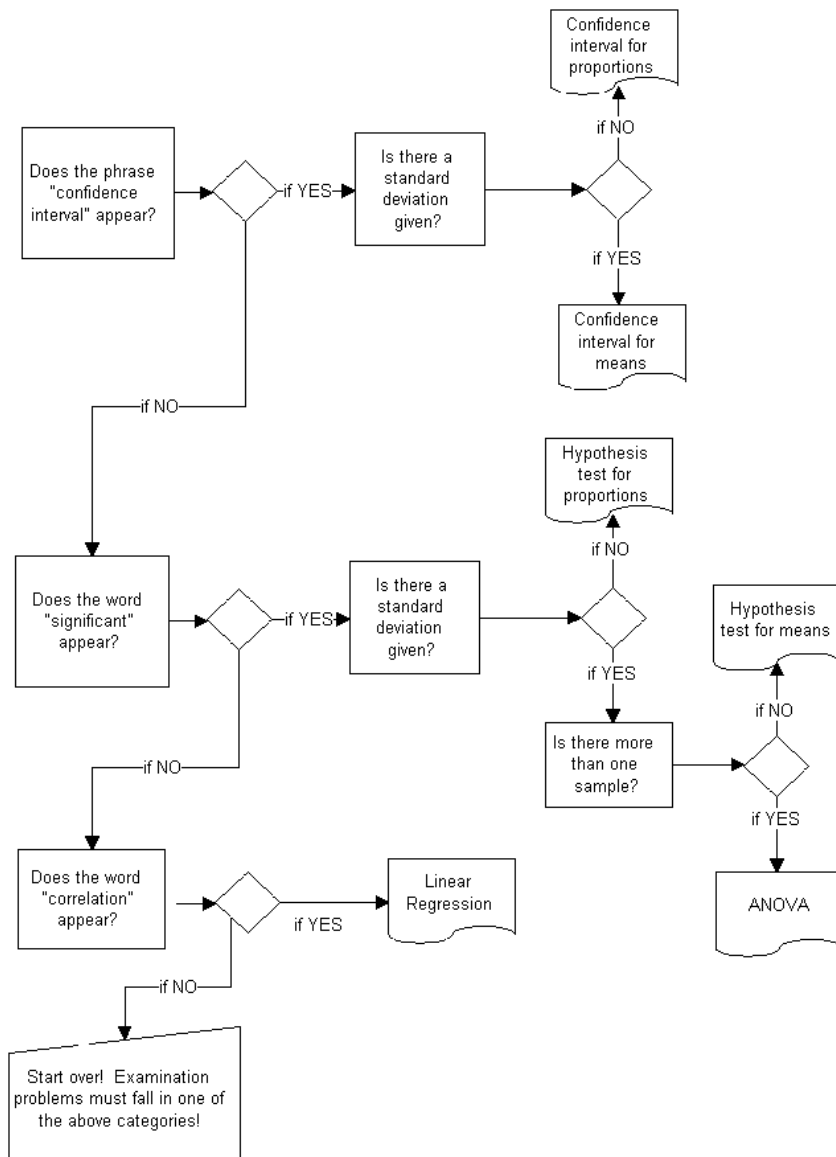 Confidence
interval for
proportions
if NO
Does the phrase
"confidence
interval" appear?
if YES
Is there a
standard
deviation
given?
if YES
Confidence
interval for
means
if NO
Hypothesis
test for
proportions
if NO
Does the word
"significant"
appear?
if YES
Is there a
standard
deviation
given?
if YES
Hypothesis
test for means
if NO
Is there more
than one
sample?
if YES
ANOVA
if NO
Does the word
"correlation"
appear?
if YES
Linear
Regression
if NO
Start over! Examination
problems must fall in one of
the above categories!